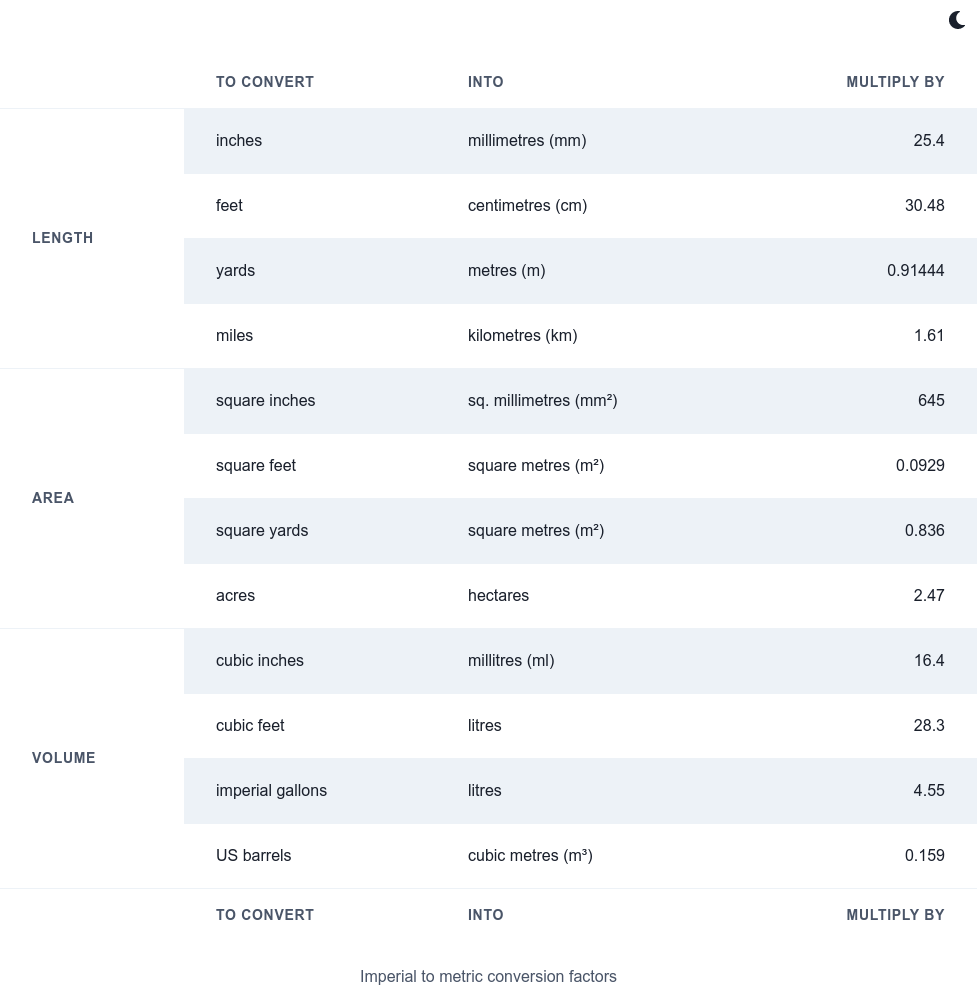 TO CONVERT INTO MULTIPLY BY
LENGTH
inches millimetres (mm) 25.4
feet centimetres (cm) 30.48
yards metres (m) 0.91444
miles kilometres (km) 1.61
AREA
square inches sq. millimetres (mm²) 645
square feet square metres (m²) 0.0929
square yards square metres (m²) 0.836
acres hectares 2.47
VOLUME
cubic inches millitres (ml) 16.4
cubic feet litres 28.3
imperial gallons litres 4.55
US barrels cubic metres (m³) 0.159
TO CONVERT INTO MULTIPLY BY
Imperial to metric conversion factors